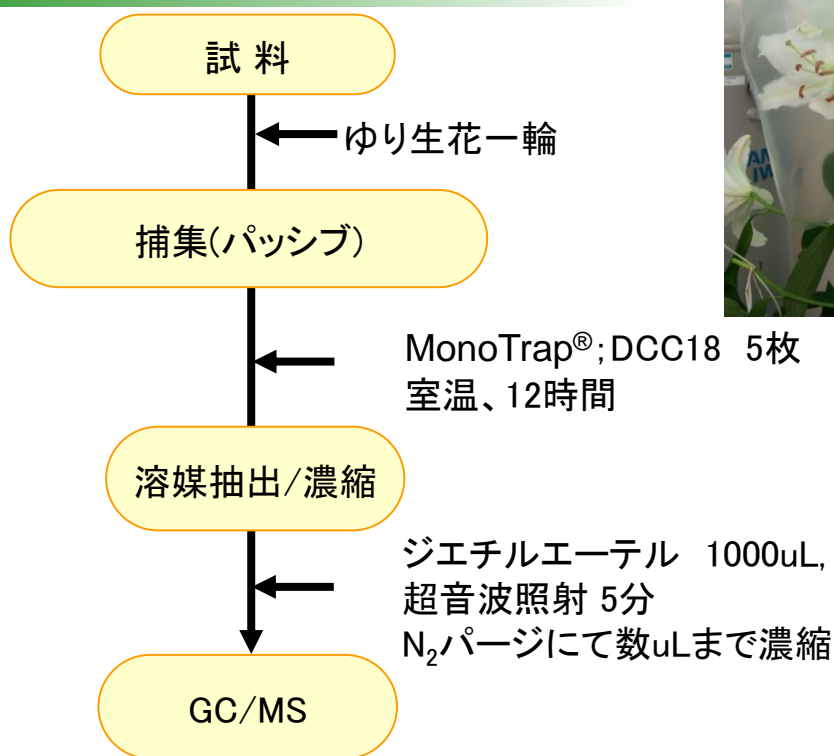 試 料
ゆり生花一輪
捕集(パッシブ)
MonoTrap®;DCC18 5枚
室温、12時間
溶媒抽出/濃縮
ジエチルエーテル 1000uL,
超音波照射 5分
N₂パージにて数uLまで濃縮
GC/MS